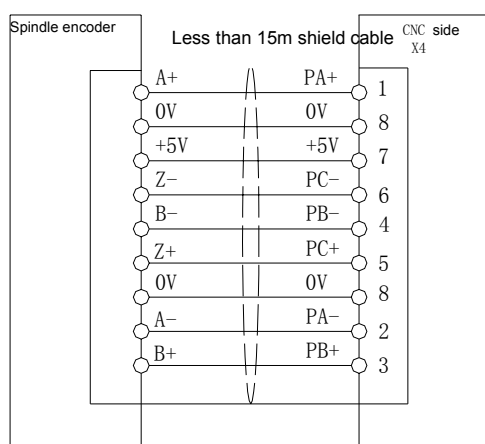 Spindle encoder
Less than 15m shield cable
CNC side
X4
A+ PA+ 1
0V 0V 8
+5V +5V 7
Z- PC- 6
B- PB- 4
Z+ PC+ 5
0V 0V 8
A- PA- 2
B+ PB+ 3